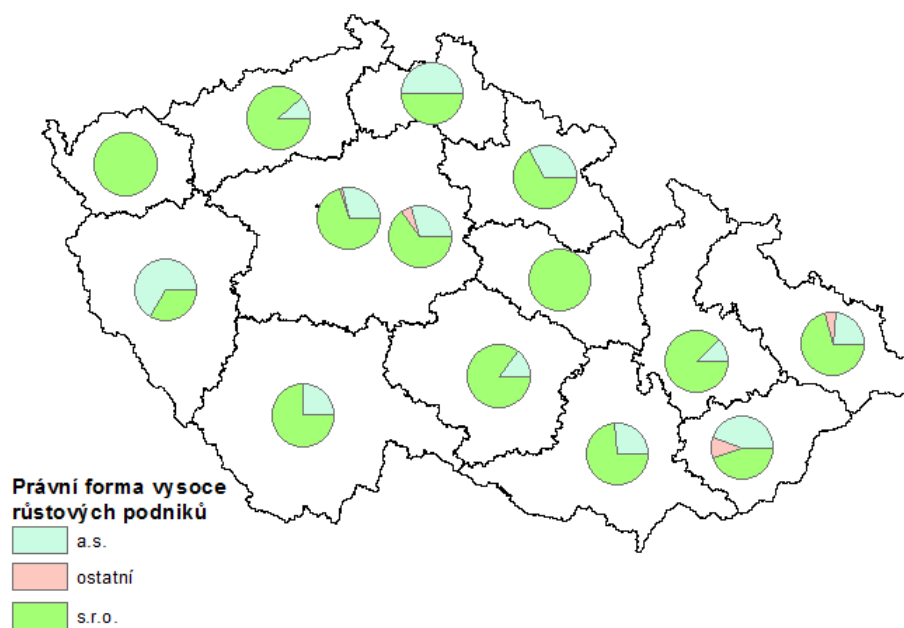 Právní forma vysoce
růstových podniků
a.s.
ostatní
s.r.o.